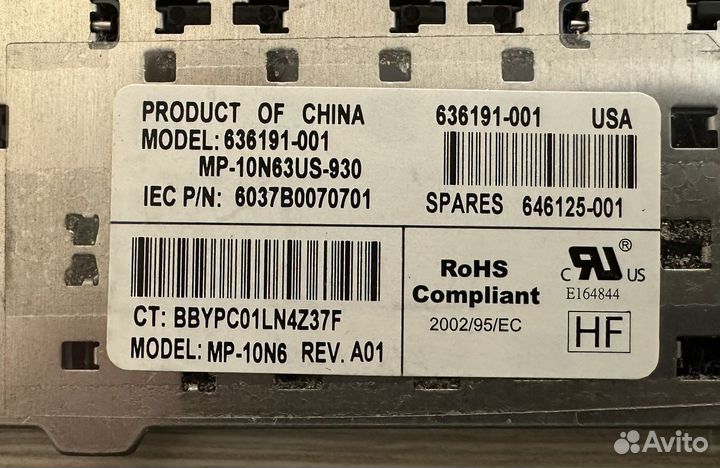 PRODUCT OF CHINA
MODEL: 636191-001
MP-10N63US-930
IEC P/N: 6037B0070701
636191-001 USA
SPARES 646125-001
CT: BBYPC01LN4Z37F
MODEL: MP-10N6 REV. A01
RoHS
Compliant
2002/95/EC
C RU ® US
E164844
HF
Avito